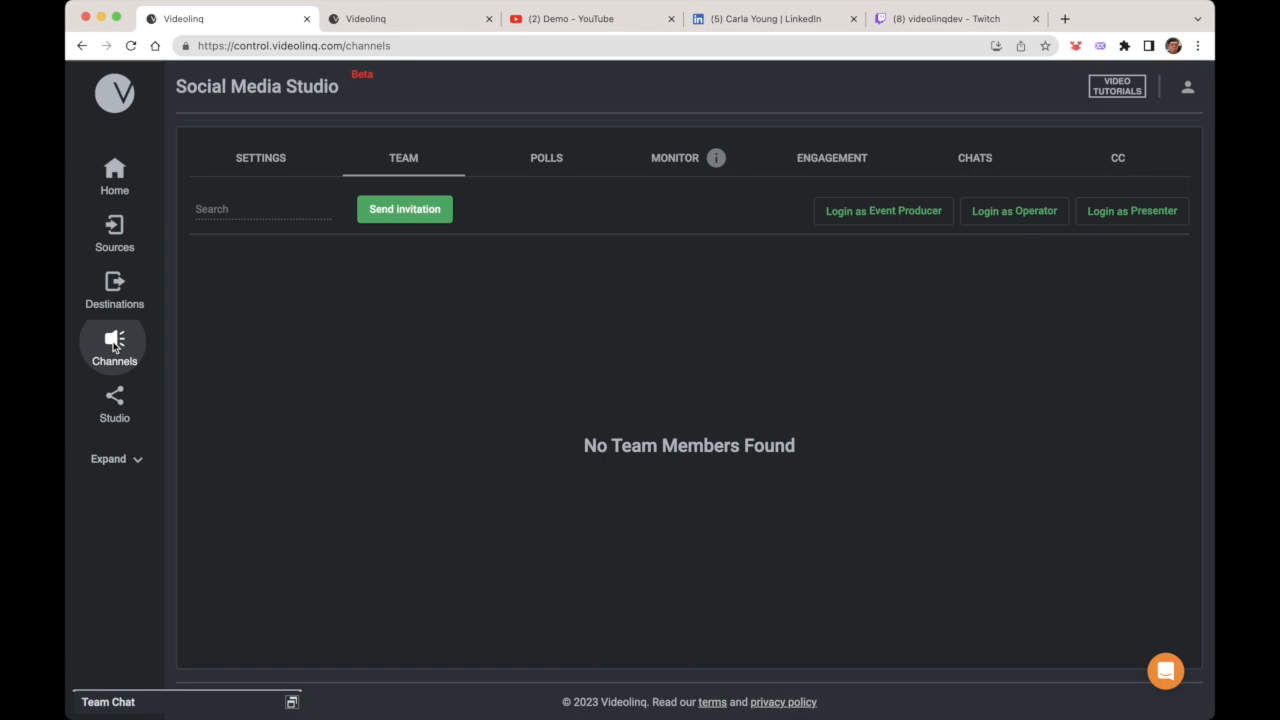 Videolinq
Videolinq
(2) Demo - YouTube
(5) Carla Young | LinkedIn
(8) videolinqdev - Twitch
https://control.videolinq.com/channels
Social Media Studio
Beta
VIDEO
TUTORIALS
Home
Sources
Destinations
Channels
Studio
Expand
SETTINGS
TEAM
POLLS
MONITOR
ENGAGEMENT
CHATS
CC
Search
Send invitation
Login as Event Producer
Login as Operator
Login as Presenter
No Team Members Found
Team Chat
© 2023 Videolinq. Read our terms and privacy policy